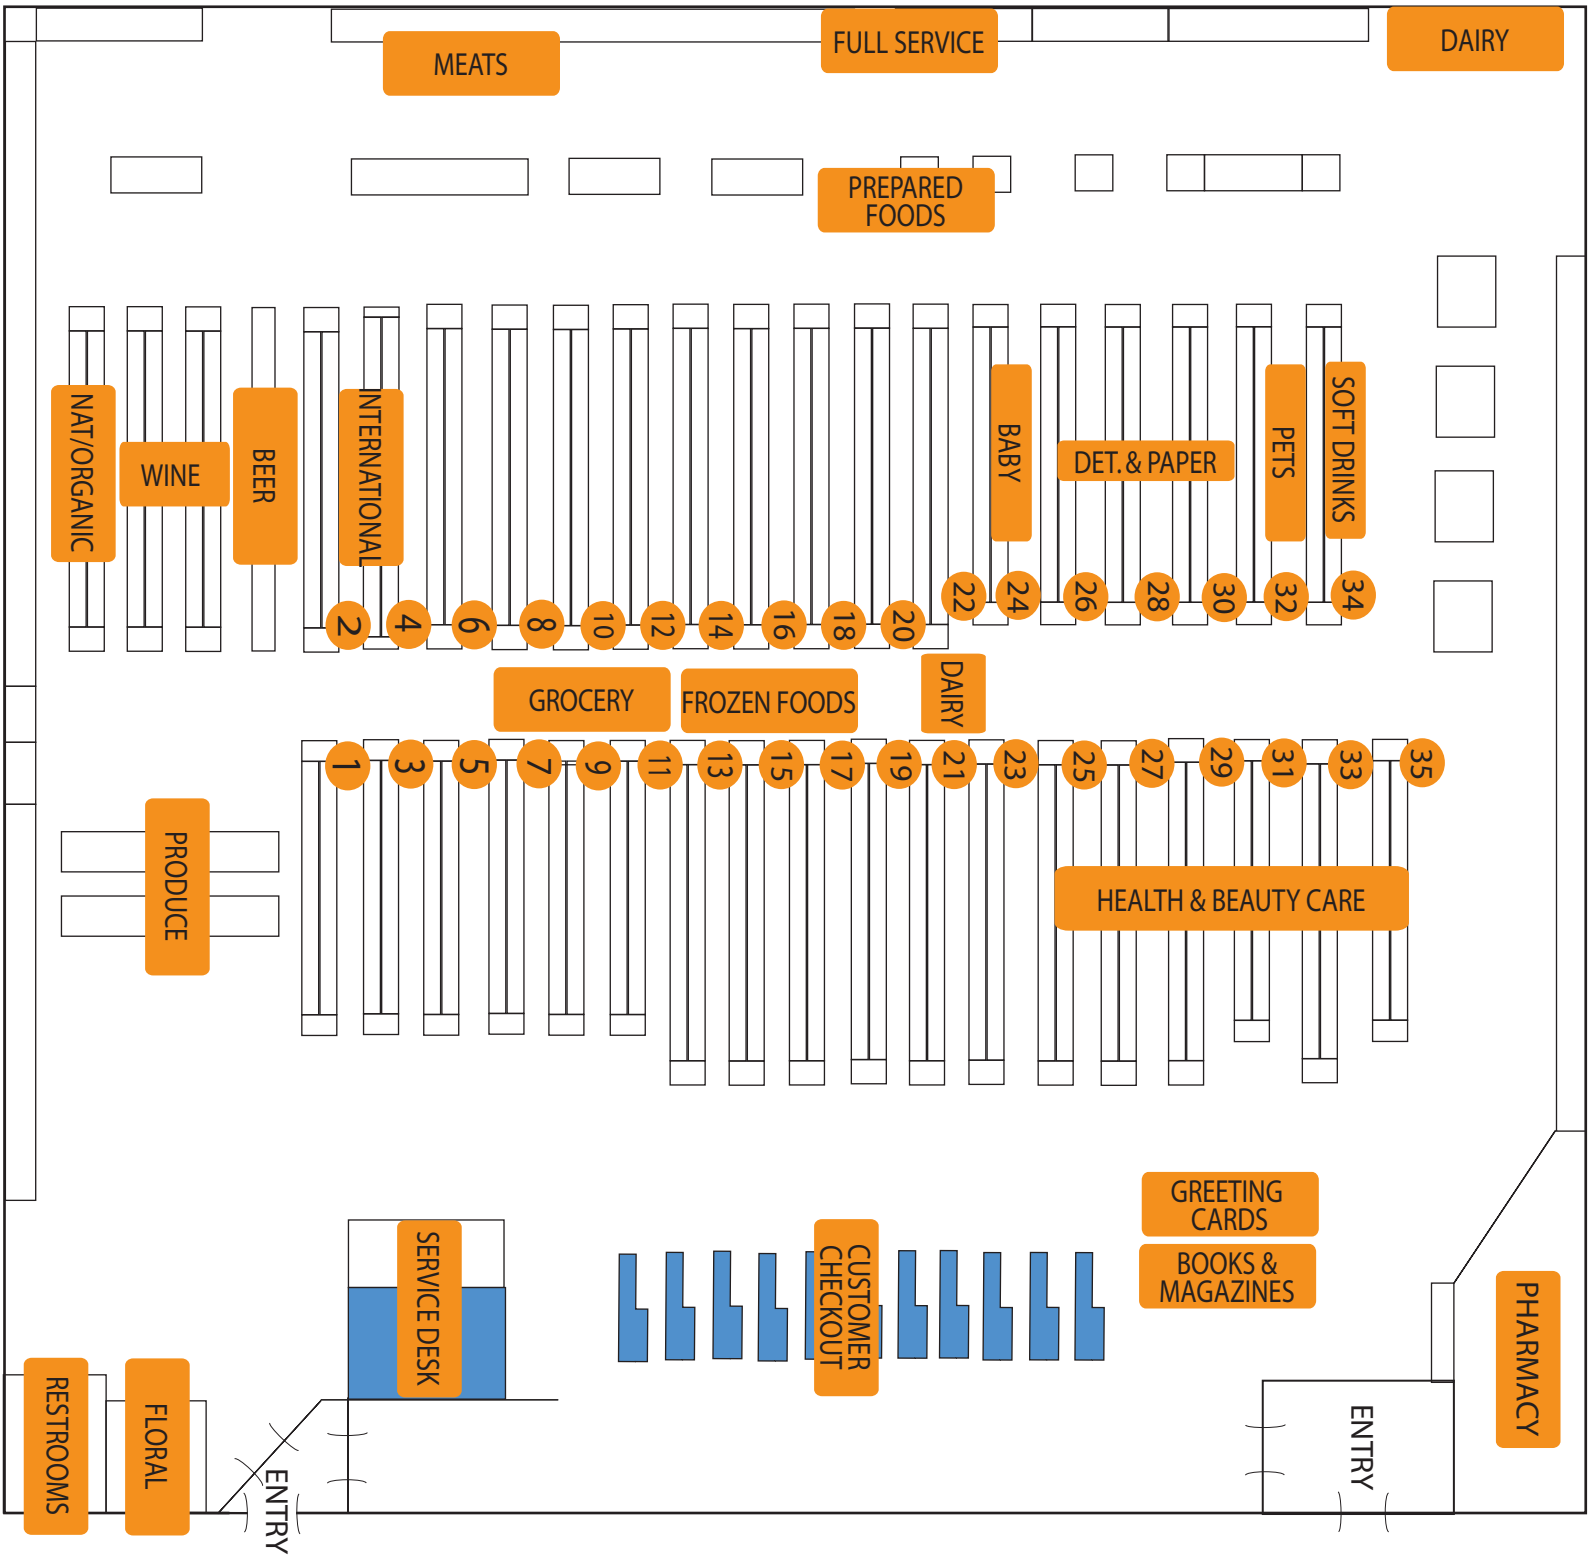 MEATS
FULL SERVICE
DAIRY
PREPARED
FOODS
NAT/ORGANIC
WINE
BEER
INTERNATIONAL
BABY
DET. & PAPER
PETS
SOFT DRINKS
2
4
6
8
10
12
14
16
18
20
22
24
26
28
30
32
34
GROCERY
FROZEN FOODS
DAIRY
1
3
5
7
9
11
13
15
17
19
21
23
25
27
29
31
33
35
PRODUCE
HEALTH & BEAUTY CARE
GREETING
CARDS
BOOKS &
MAGAZINES
SERVICE DESK
CUSTOMER
CHECKOUT
PHARMACY
RESTROOMS
FLORAL
ENTRY
ENTRY